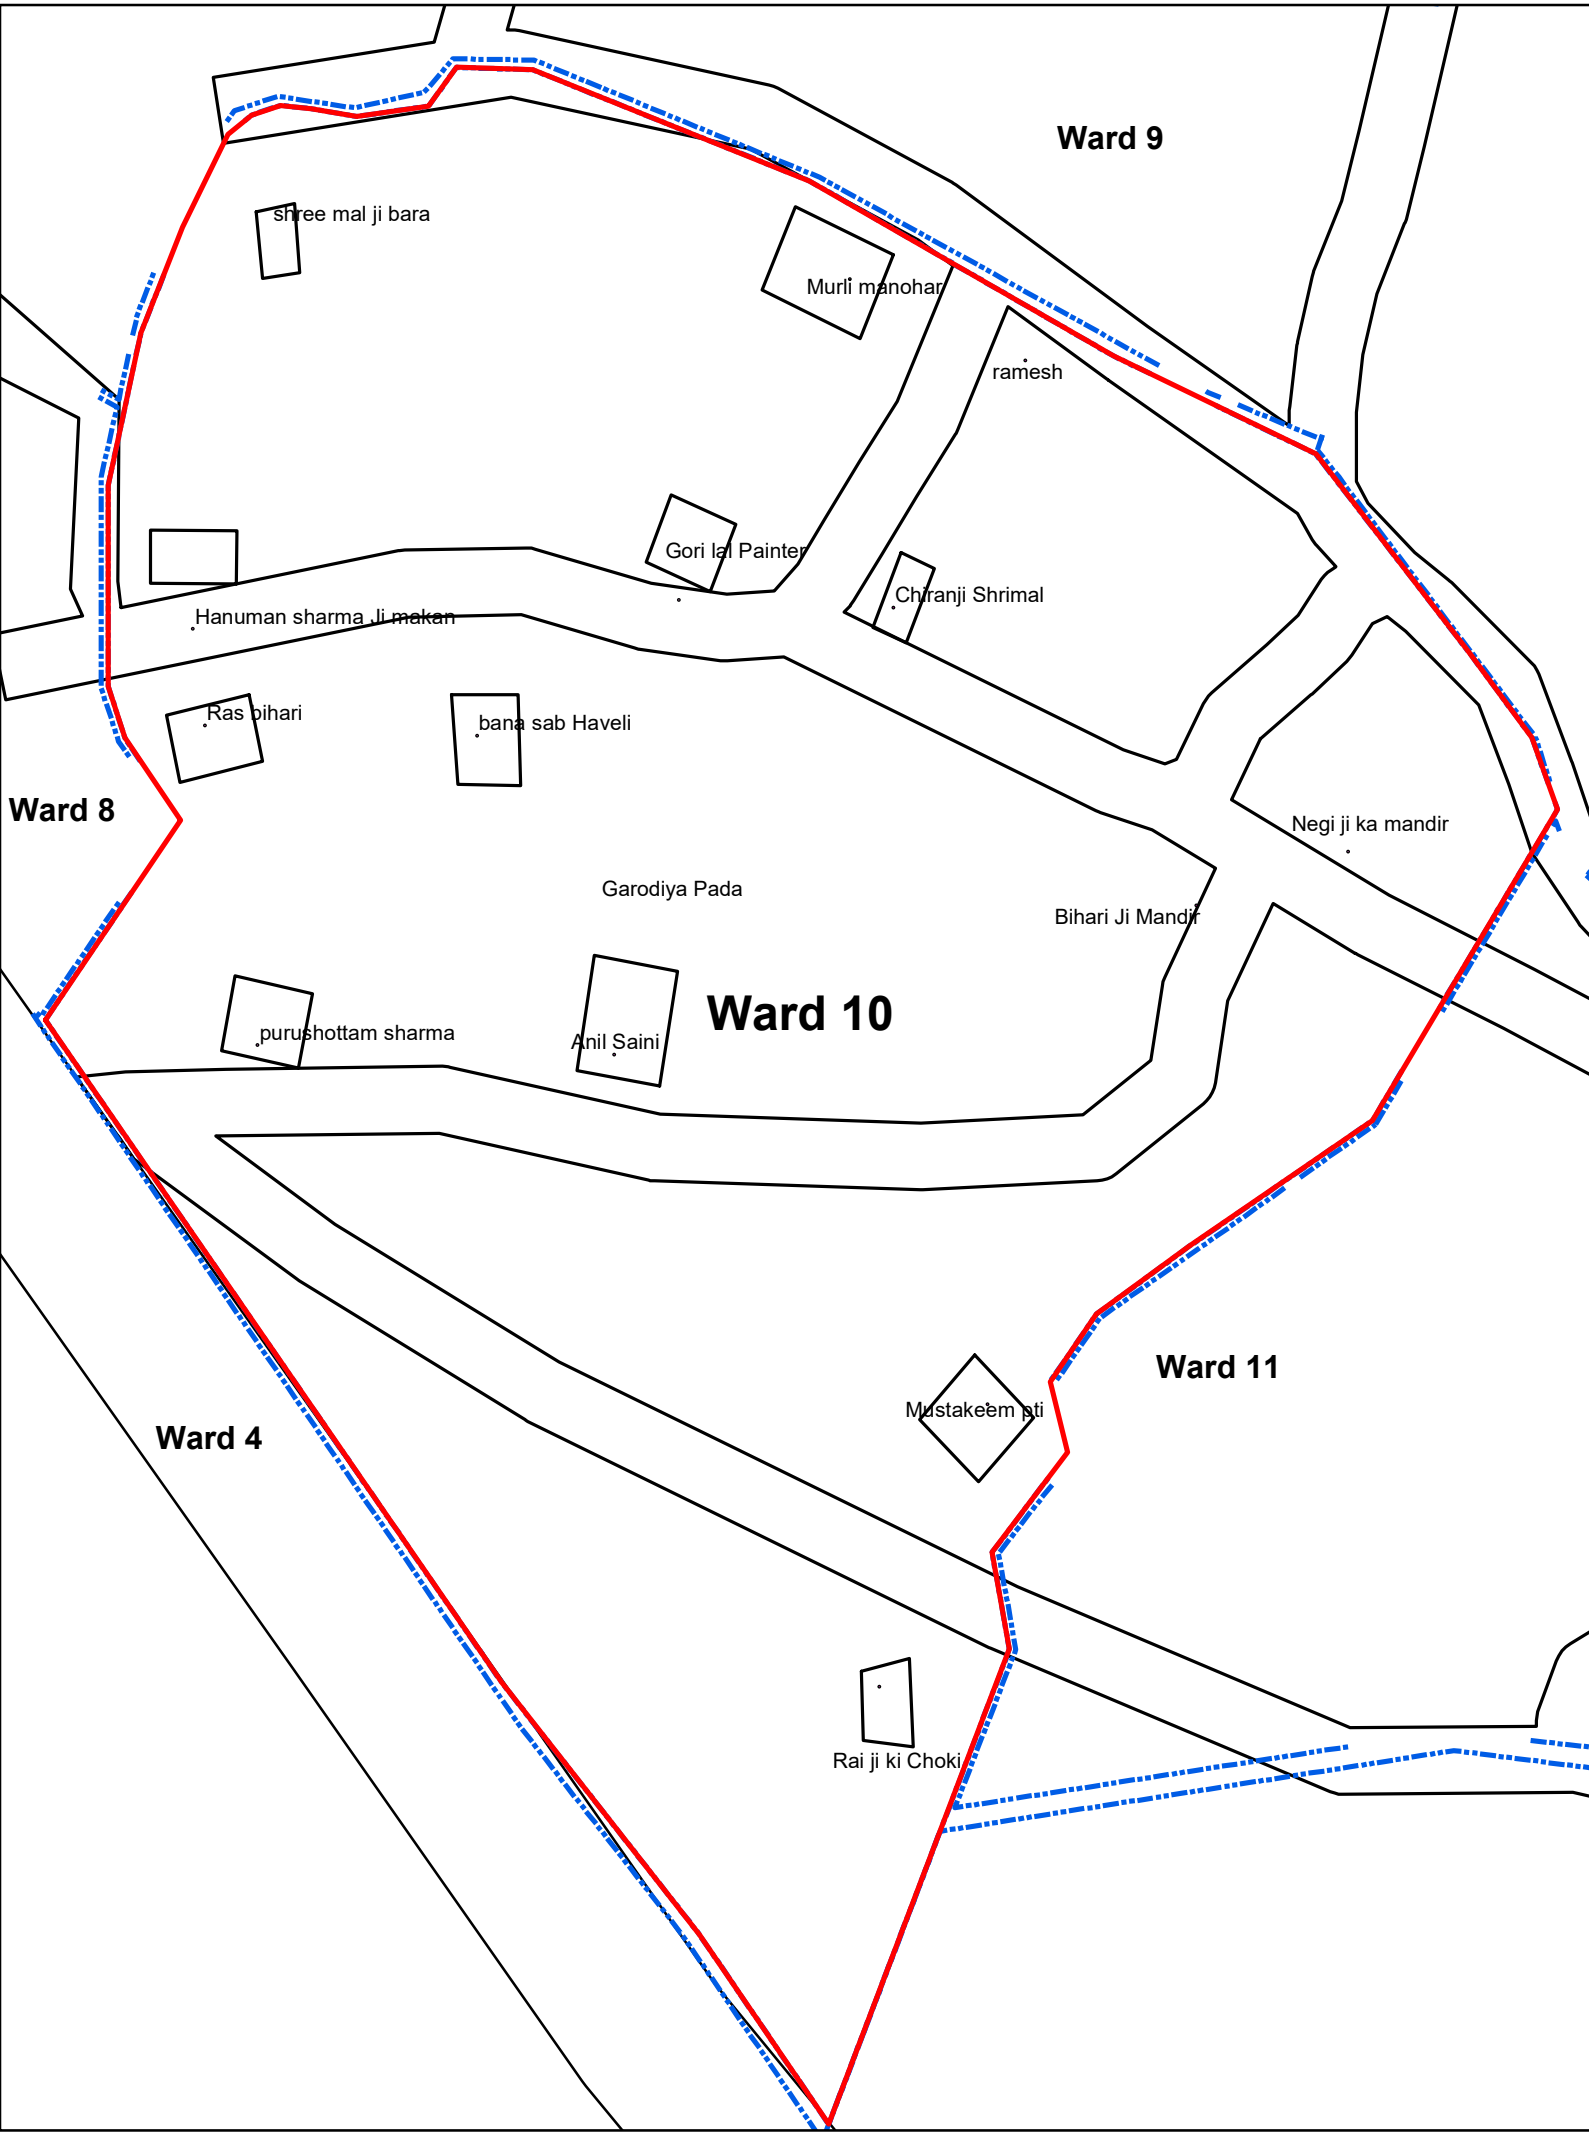 Ward 9
shree mal ji bara
Murli manohar
ramesh
Gori lal Painter
Chiranji Shrimal
Hanuman sharma Ji makan
Ras bihari
bana sab Haveli
Ward 8
Negi ji ka mandir
Garodiya Pada
Bihari Ji Mandir
Ward 10
purushottam sharma
Anil Saini
Ward 11
Mustakeem pti
Ward 4
Rai ji ki Choki